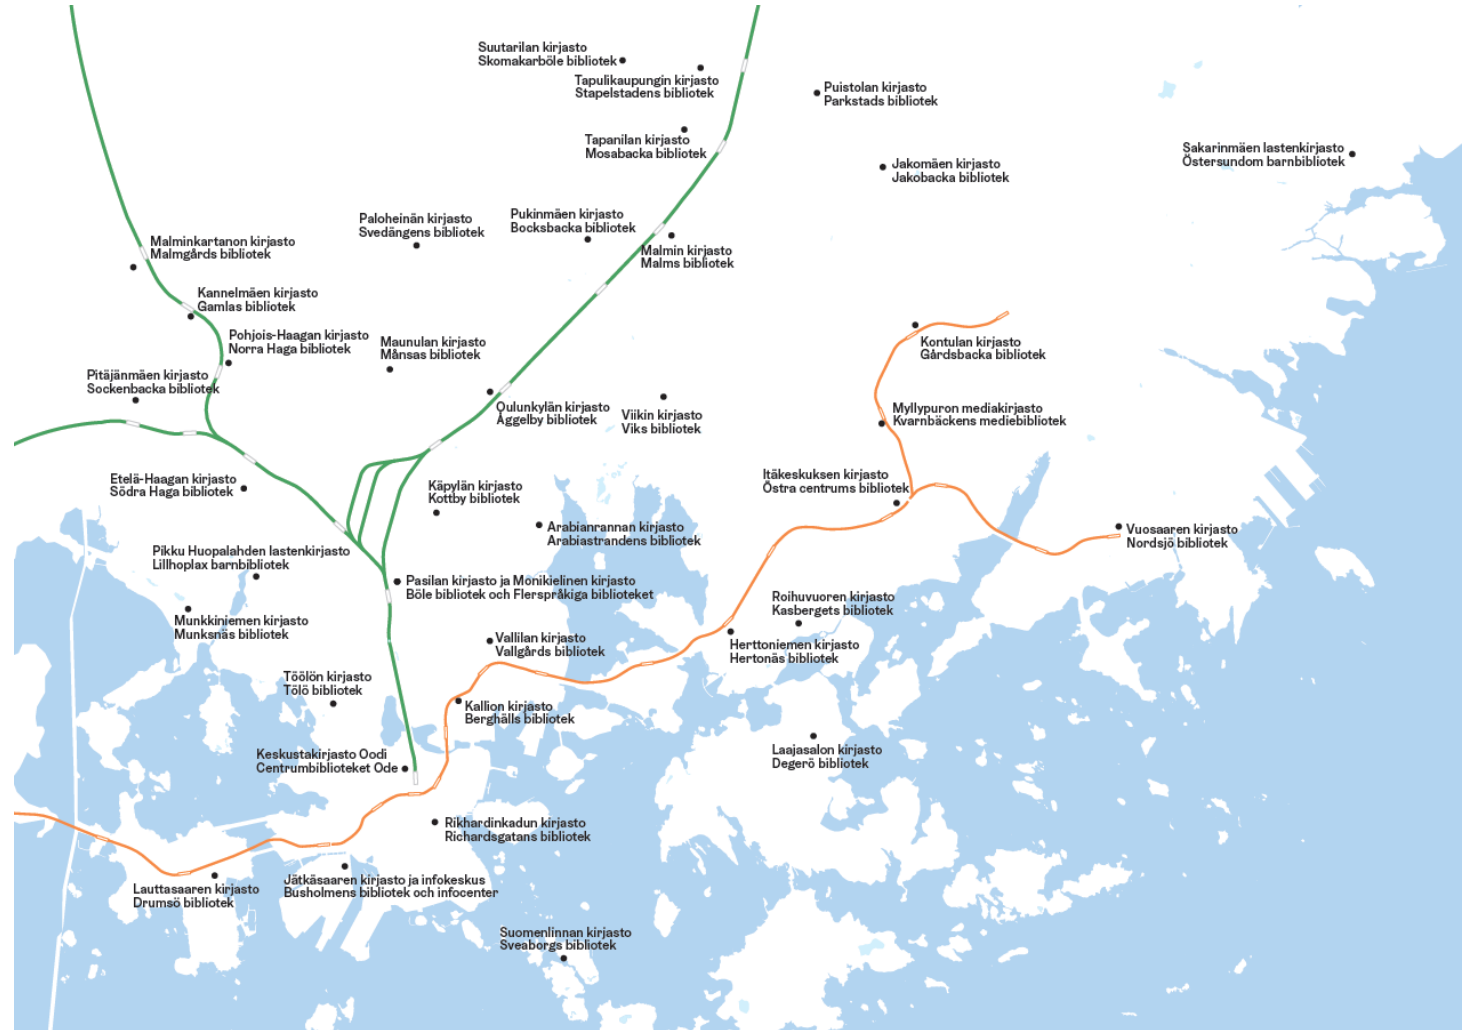 Suutarilan kirjasto
Skomakarböle bibliotek
Tapulikaupungin kirjasto
Stapelstadens bibliotek
Puistolan kirjasto
Parkstads bibliotek
Tapanilan kirjasto
Mosabacka bibliotek
Sakarinmäen lastenkirjasto
Östersundom barnbibliotek
Jakomäen kirjasto
Jakobacka bibliotek
Paloheinän kirjasto
Svedängens bibliotek
Pukinmäen kirjasto
Bocksbacka bibliotek
Malminkartanon kirjasto
Malmgårds bibliotek
Malmin kirjasto
Malms bibliotek
Kannelmäen kirjasto
Gamlas bibliotek
Pohjois-Haagan kirjasto
Norra Haga bibliotek
Maunulan kirjasto
Månsas bibliotek
Kontulan kirjasto
Gårdsbacka bibliotek
Pitäjänmäen kirjasto
Sockenbacka bibliotek
Oulunkylän kirjasto
Åggelby bibliotek
Viikin kirjasto
Viks bibliotek
Myllypuron mediakirjasto
Kvarnbäckens mediebibliotek
Etelä-Haagan kirjasto
Södra Haga bibliotek
Käpylän kirjasto
Kottby bibliotek
Itäkeskuksen kirjasto
Östra centrums bibliotek
Arabianrannan kirjasto
Arabiastrandens bibliotek
Vuosaaren kirjasto
Nordsjö bibliotek
Pikku Huopalahden lastenkirjasto
Lillhoplax barnbibliotek
Pasilan kirjasto ja Monikielinen kirjasto
Böle bibliotek och Flerspråkiga biblioteket
Roihuvuoren kirjasto
Kasbergets bibliotek
Munkkiniemen kirjasto
Munksnäs bibliotek
Vallilan kirjasto
Vallgårds bibliotek
Herttoniemen kirjasto
Hertonäs bibliotek
Töölön kirjasto
Tölö bibliotek
Kallion kirjasto
Berghälls bibliotek
Keskustakirjasto Oodi
Centrumbiblioteket Ode
Laajasalon kirjasto
Degerö bibliotek
Rikhardinkadun kirjasto
Richardsgatans bibliotek
Jätkäsaaren kirjasto ja infokeskus
Busholmens bibliotek och infocenter
Lauttasaaren kirjasto
Drumsö bibliotek
Suomenlinnan kirjasto
Sveaborgs bibliotek